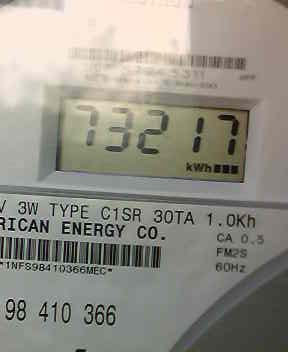 73217
kWh
V 3W TYPE C1SR 30TA 1.0Kh
RICAN ENERGY CO.
CA 0.5
FM2S
60Hz
*1NFS98410366MEC*
98 410 366